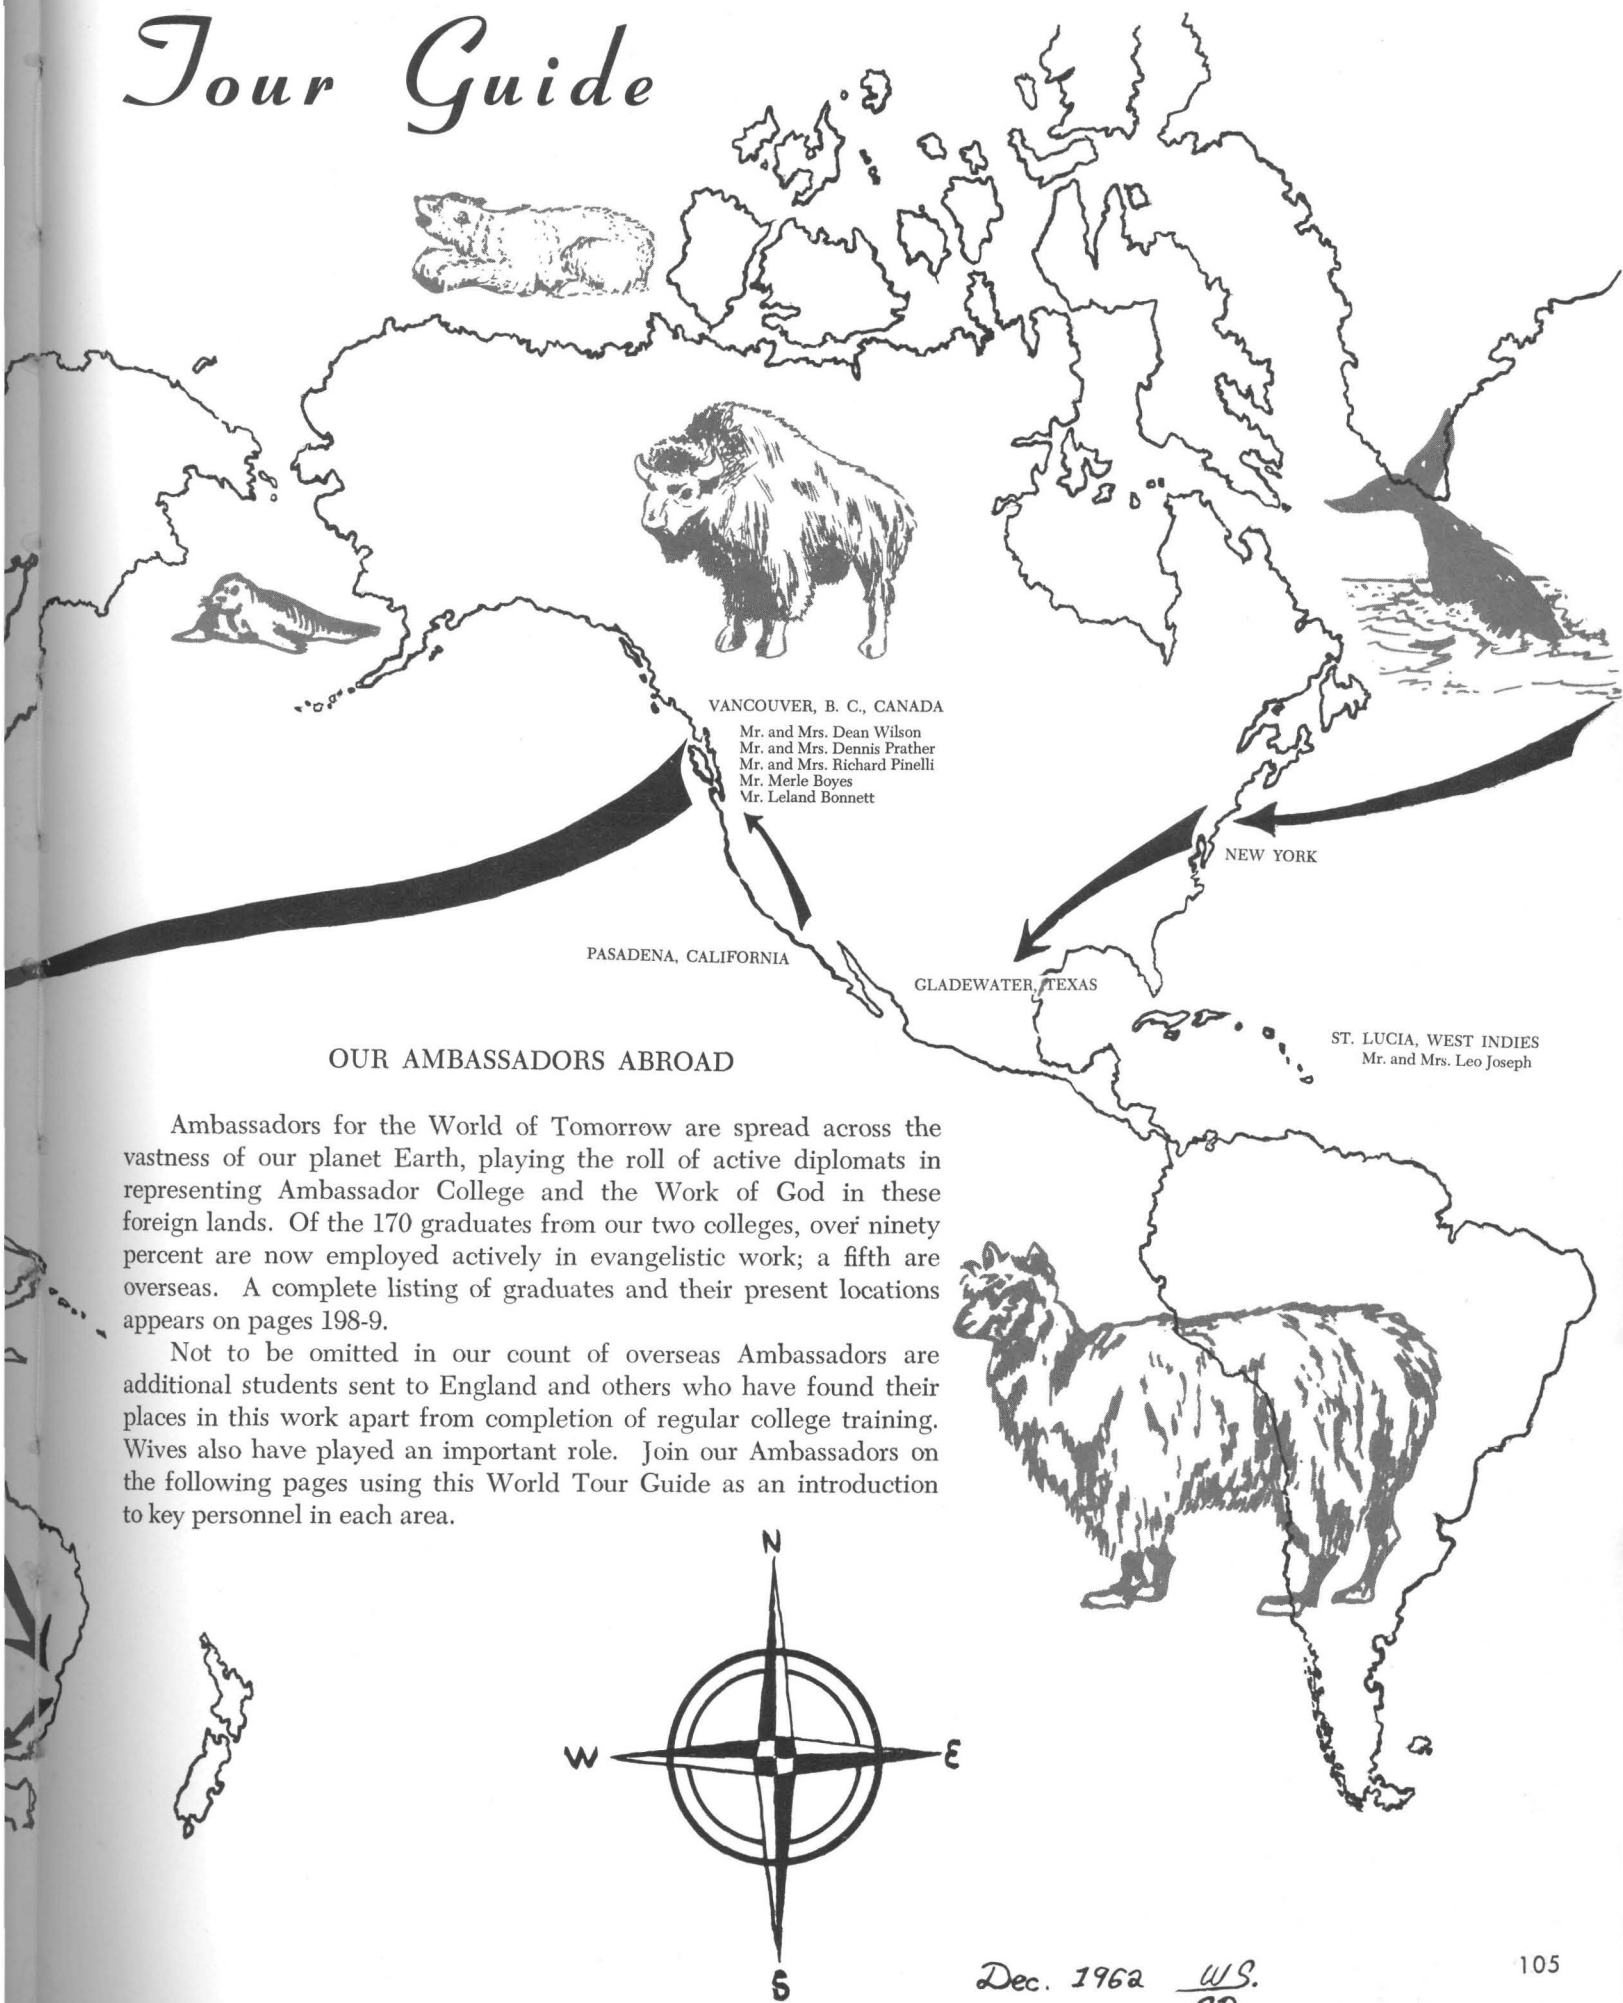 Tour Guide
VANCOUVER, B. C., CANADA
Mr. and Mrs. Dean Wilson
Mr. and Mrs. Dennis Prather
Mr. and Mrs. Richard Pinelli
Mr. Merle Boyes
Mr. Leland Bonnett
NEW YORK
PASADENA, CALIFORNIA
GLADEWATER, TEXAS
ST. LUCIA, WEST INDIES
Mr. and Mrs. Leo Joseph
OUR AMBASSADORS ABROAD
Ambassadors for the World of Tomorrow are spread across the
vastness of our planet Earth, playing the roll of active diplomats in
representing Ambassador College and the Work of God in these
foreign lands. Of the 170 graduates from our two colleges, over ninety
percent are now employed actively in evangelistic work; a fifth are
overseas. A complete listing of graduates and their present locations
appears on pages 198-9.
Not to be omitted in our count of overseas Ambassadors are
additional students sent to England and others who have found their
places in this work apart from completion of regular college training.
Wives also have played an important role. Join our Ambassadors on
the following pages using this World Tour Guide as an introduction
to key personnel in each area.
N
W
E
S
Dec. 1962 WS.
105